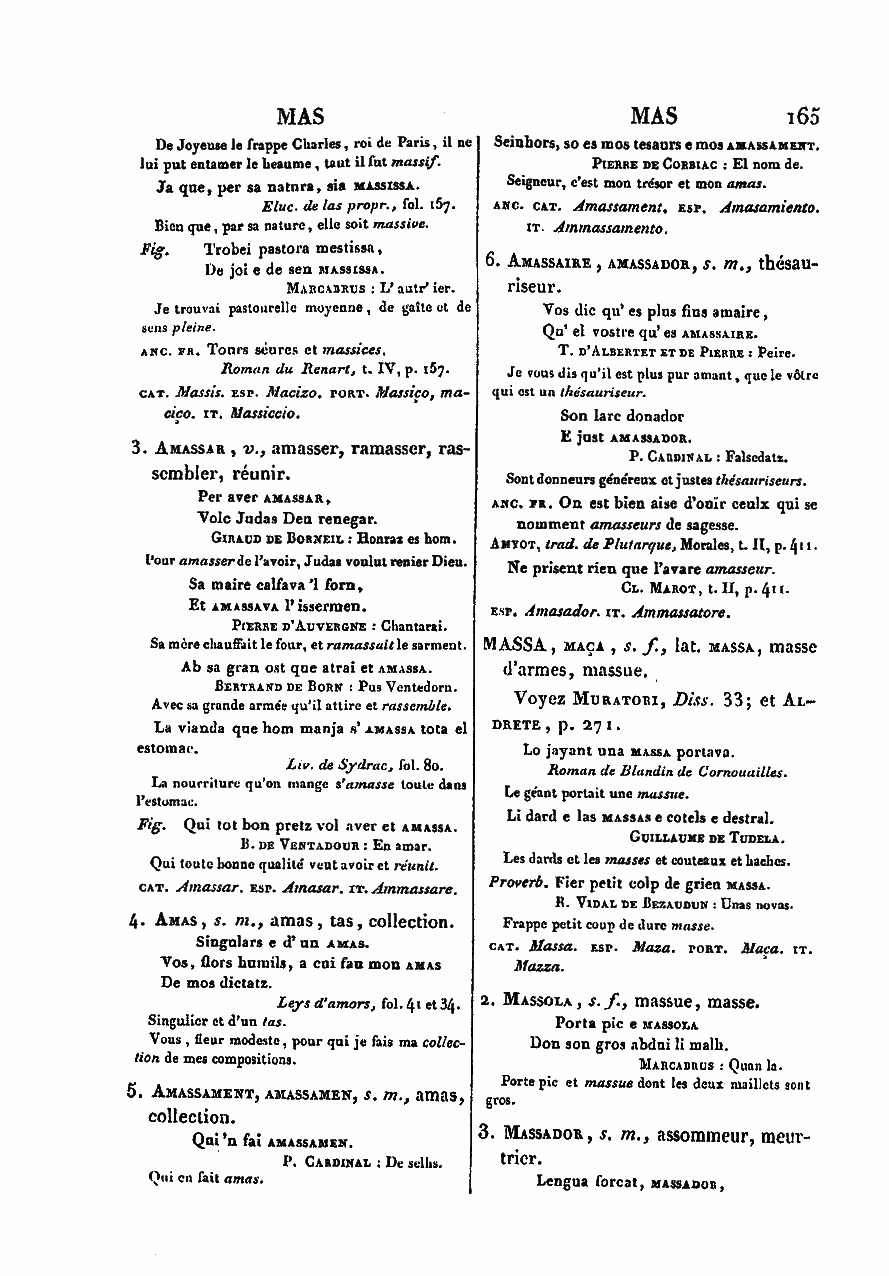 MAS
De Joyeuse le frappe Charles, roi de Paris, il ne
lui put entamer le heaume, tant il fut massif.
Ja que, per sa natura, sia MASSISSA.
Eluc. de las propr., fol. 157.
Bien que, par sa nature, elle soit massive.
Fig. Trobei pastora mestissa,
De joi e de sen MASSISSA.
MARCABRUS : L' autr' ier.
Je trouvai pastourelle moyenne, de gaîté et de
sens pleine.
ANC. FR. Tours séures et massices.
Roman du Renart, t. IV, p. 157.
CAT. Massis. ESP. Macizo. PORT. Massiço, ma-
ciço. IT. Massiccio.
3. AMASSAR, v., amasser, ramasser, ras-
sembler, réunir.
Per aver AMASSAR,
Volc Judas Deu renegar.
GIRAUD DE BORNEIL : Honraz es hom.
Pour amasser de l'avoir, Judas voulut renier Dieu.
Sa maire calfava 'l forn,
Et AMASSAVA l' issermen.
PIERRE D'AUVERGNE : Chantarai.
Sa mère chauffait le four, et ramassait le sarment.
Ab sa gran ost que atrai et AMASSA.
BERTRAND DE BORN : Pus Ventedorn.
Avec sa grande armée qu'il attire et rassemble.
La vianda que hom manja s' AMASSA tota el
estomac.
Liv. de Sydrac, fol. 80.
La nourriture qu'on mange s'amasse toute dans
l'estomac.
Fig. Qui tot bon pretz vol aver et AMASSA.
B. DE VENTADOUR : En amar.
Qui toute bonne qualité veut avoir et réunit.
CAT. Amassar. ESP. Amasar. IT. Ammassare.
4. AMAS, s. m., amas, tas, collection.
Singulars e d' un AMAS.
Vos, flors humils, a cui fau mon AMAS
De mos dictatz.
Leys d'amors, fol. 41 et 34.
Singulier et d'un tas.
Vous, fleur modeste, pour qui je fais ma collec-
tion de mes compositions.
5. AMASSAMENT, AMASSAMEN, s. m., amas,
collection.
Qui 'n fai AMASSAMEN.
P. CARDINAL : De selhs.
Qui en fait amas.
MAS 165
Seinhors, so es mos tesaurs e mos AMASSAMENT.
PIERRE DE CORBIAC : El nom de.
Seigneur, c'est mon trésor et mon amas.
ANC. CAT. Amassament. ESP. Amasamiento.
IT. Ammassamento.
6. AMASSAIRE, AMASSADOR, s. m., thésau-
riseur.
Vos dic qu' es plus fins amaire,
Qu' el vostre qu' es AMASSAIRE.
T. D'ALBERTET ET DE PIERRE : Peire.
Je vous dis qu'il est plus pur amant, que le vôtre
qui est un thésauriseur.
Son larc donador
E just AMASSADOR.
P. CARDINAL : Falsedatz.
Sont donneurs généreux et justes thésauriseurs.
ANC. FR. On est bien aise d'onïr ceulx qui se
nomment amasseurs de sagesse.
AMYOT, trad. de Plutarque, Morales, t. II, p. 411.
Ne prisent rien que l'avare amasseur.
CL. MAROT, t. II, p. 411.
ESP. Amasador. IT. Ammassatore.
MASSA, MAÇA, s. f., lat. MASSA, masse
d'armes, massue.
Voyez MURATORI, Diss. 33; et AL-
DRETE, p. 271.
Lo jayant una MASSA portava.
Roman de Blandin de Cornouailles.
Le géant portait une massue.
Li dard e las MASSAS e cotels e destral.
GUILLAUME DE TUDELA.
Les dards et les masses et couteaux et haches.
Proverb. Fier petit colp de grieu MASSA.
R. VIDAL DE BEZAUDUN : Unas novas.
Frappe petit coup de dure masse.
CAT. Massa. ESP. Maza. PORT. Maça. IT.
Mazza.
2. MASSOLA, s. f., massue, masse.
Porta pic e MASSOLA
Don son gros abdui li malh.
MARCABRUS : Quan la.
Porte pic et massue dont les deux maillets sont
gros.
3. MASSADOR, s. m., assommeur, meur-
trier.
Lengua forcat, MASSADOR,